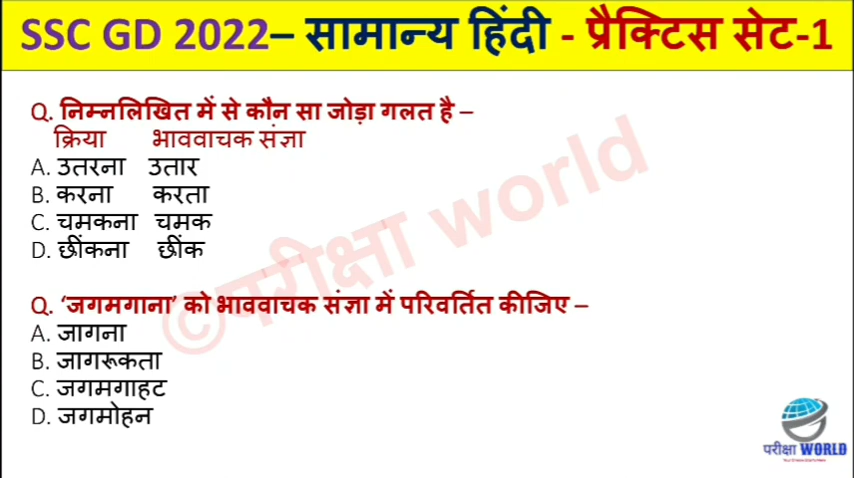 SSC GD 2022– सामान्य हिंदी - प्रैक्टिस सेट-1
Q. निम्नलिखित में से कौन सा जोड़ा गलत है –
क्रिया भाववाचक संज्ञा
A. उतरना उतार
B. करना करता
C. चमकना चमक
D. छींकना छींक
Q. ‘जगमगाना’ को भाववाचक संज्ञा में परिवर्तित कीजिए –
A. जागना
B. जागरूकता
C. जगमगाहट
D. जगमोहन
©परीक्षा world
परीक्षा WORLD